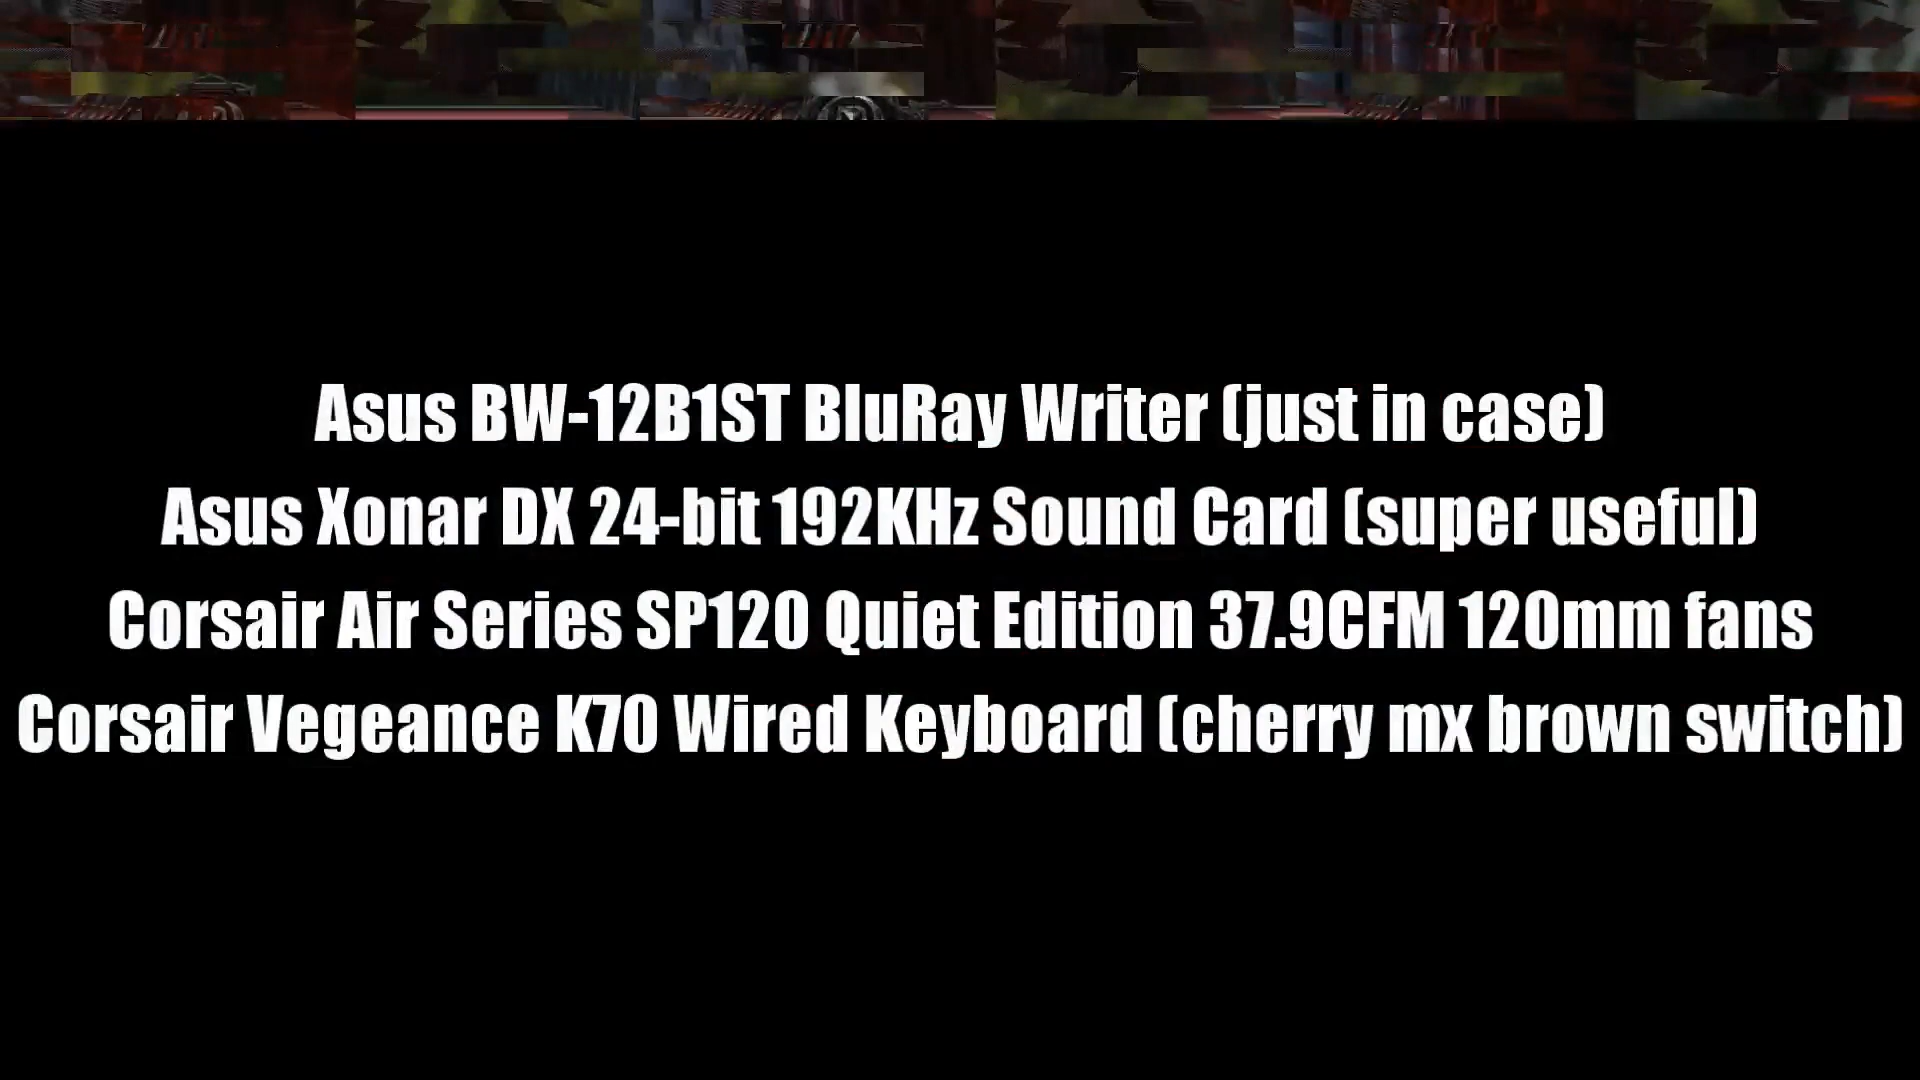 Asus BW-12B1ST BluRay Writer (just in case)
Asus Xonar DX 24-bit 192KHz Sound Card (super useful)
Corsair Air Series SP120 Quiet Edition 37.9CFM 120mm fans
Corsair Vegeance K70 Wired Keyboard (cherry mx brown switch)